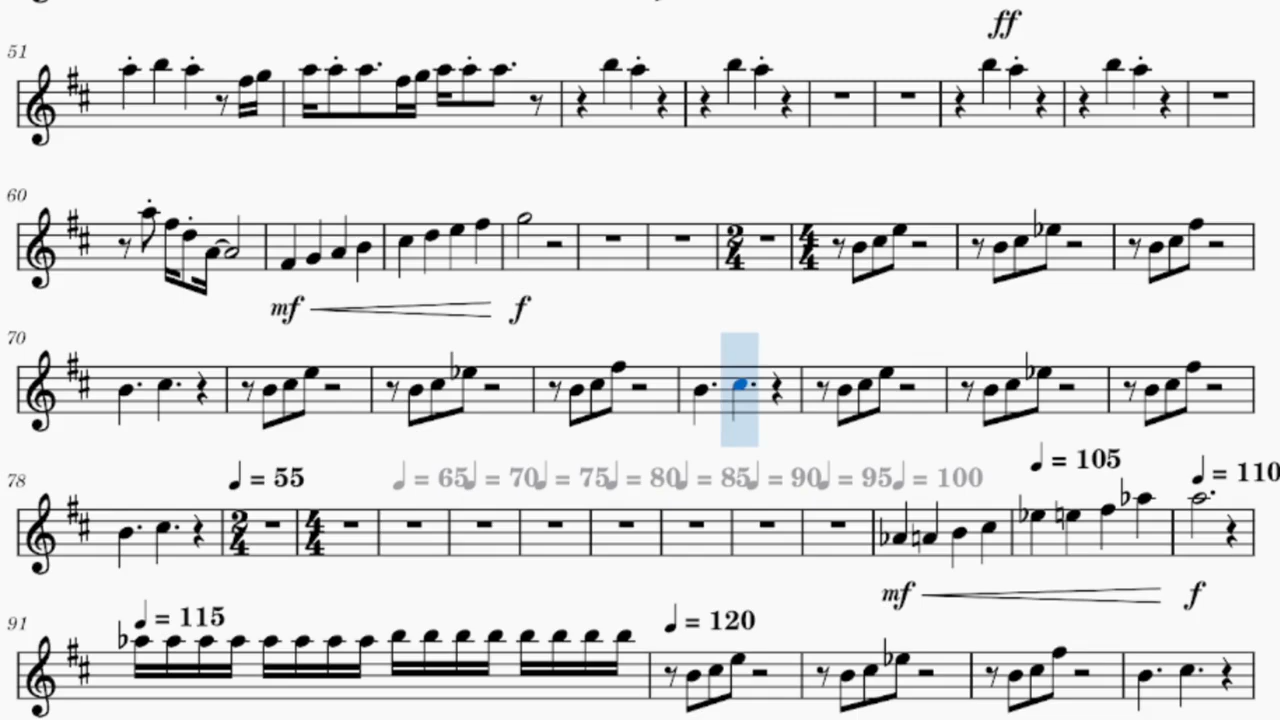 ff
51
60
2
4
4
4
mf
f
70
78
♩ = 55
♩ = 65 ♩ = 70 ♩ = 75 ♩ = 80 ♩ = 85 ♩ = 90 ♩ = 95 ♩ = 100
♩ = 105
♩ = 110
2
4
4
4
mf
f
91
♩ = 115
♩ = 120